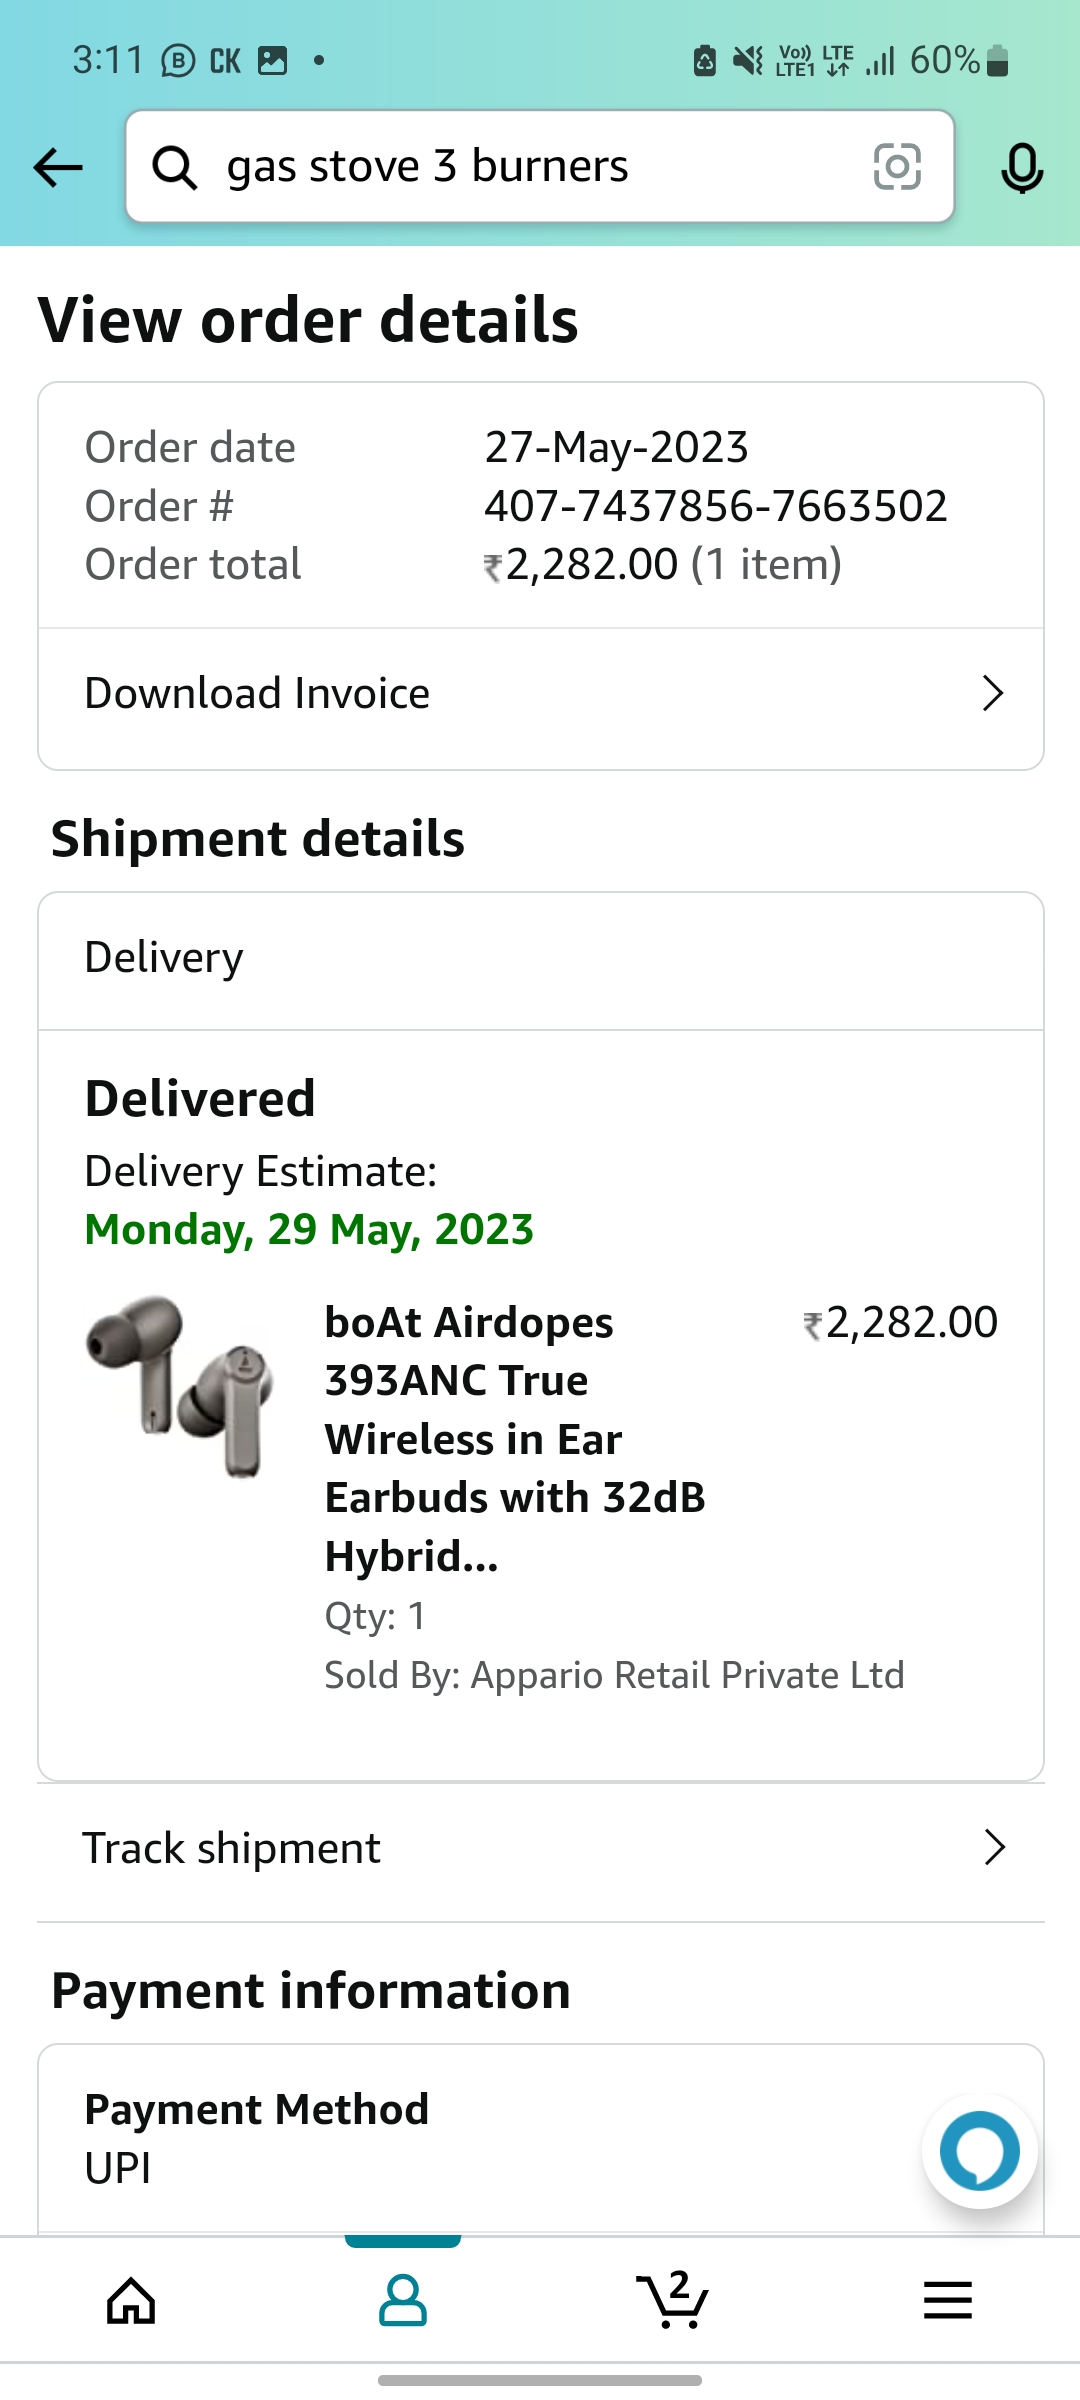 3:11 B CK
Vo)) LTE1 LTE 60%
gas stove 3 burners
View order details
Order date 27-May-2023
Order # 407-7437856-7663502
Order total ₹2,282.00 (1 item)
Download Invoice
Shipment details
Delivery
Delivered
Delivery Estimate:
Monday, 29 May, 2023
boAt Airdopes ₹2,282.00
393ANC True
Wireless in Ear
Earbuds with 32dB
Hybrid...
Qty: 1
Sold By: Appario Retail Private Ltd
Track shipment
Payment information
Payment Method
UPI
2